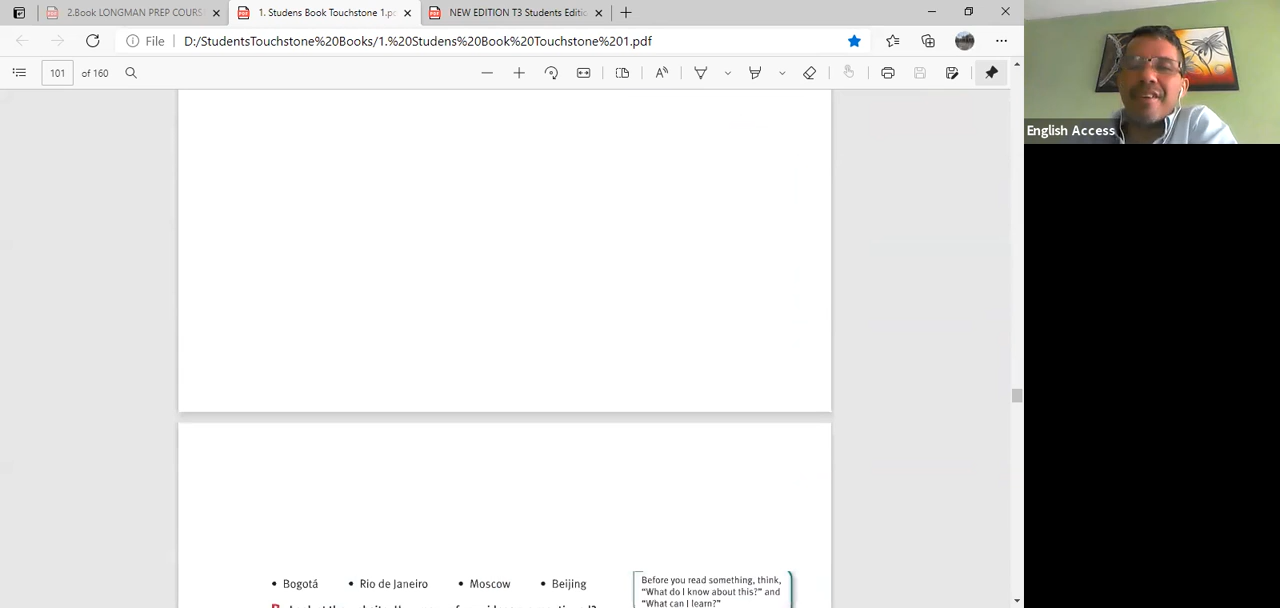 2.Book LONGMAN PREP COURS
1. Studens Book Touchstone 1.pc
NEW EDITION T3 Students Editi
File
D:/StudentsTouchstone%20Books/1.%20Studens%20Book%20Touchstone%201.pdf
101 of 160
English Access
• Bogotá • Rio de Janeiro • Moscow • Beijing
Before you read something, think,
"What do I know about this?" and
"What can I learn?"